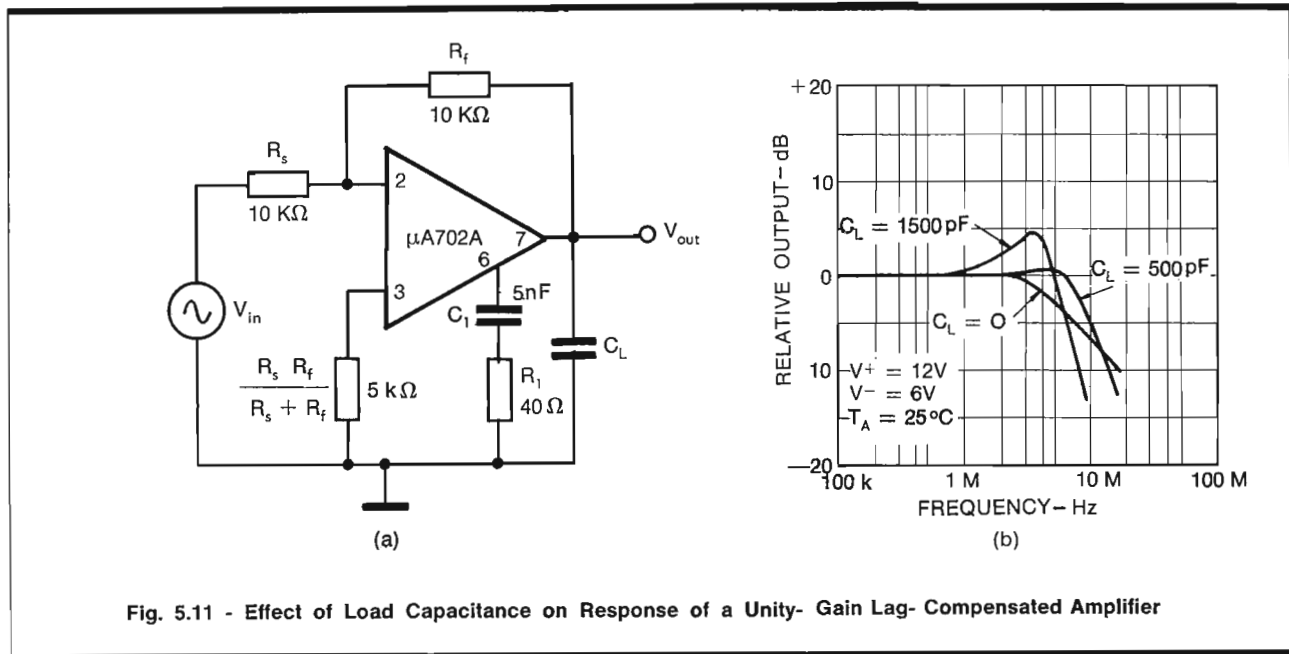 R_f
10 KΩ
R_s
10 KΩ
2
μA702A
7
6
3
V_out
V_in
5nF
C_1
C_L
R_s R_f
R_s + R_f
5 kΩ
R_1
40 Ω
(a)
RELATIVE OUTPUT–dB
+20
10
0
10
—20
C_L = 1500 pF
C_L = 500 pF
C_L = O
V+ = 12V
V− = 6V
T_A = 25°C
100 k
1 M
10 M
100 M
FREQUENCY–Hz
(b)
Fig. 5.11 - Effect of Load Capacitance on Response of a Unity- Gain Lag- Compensated Amplifier